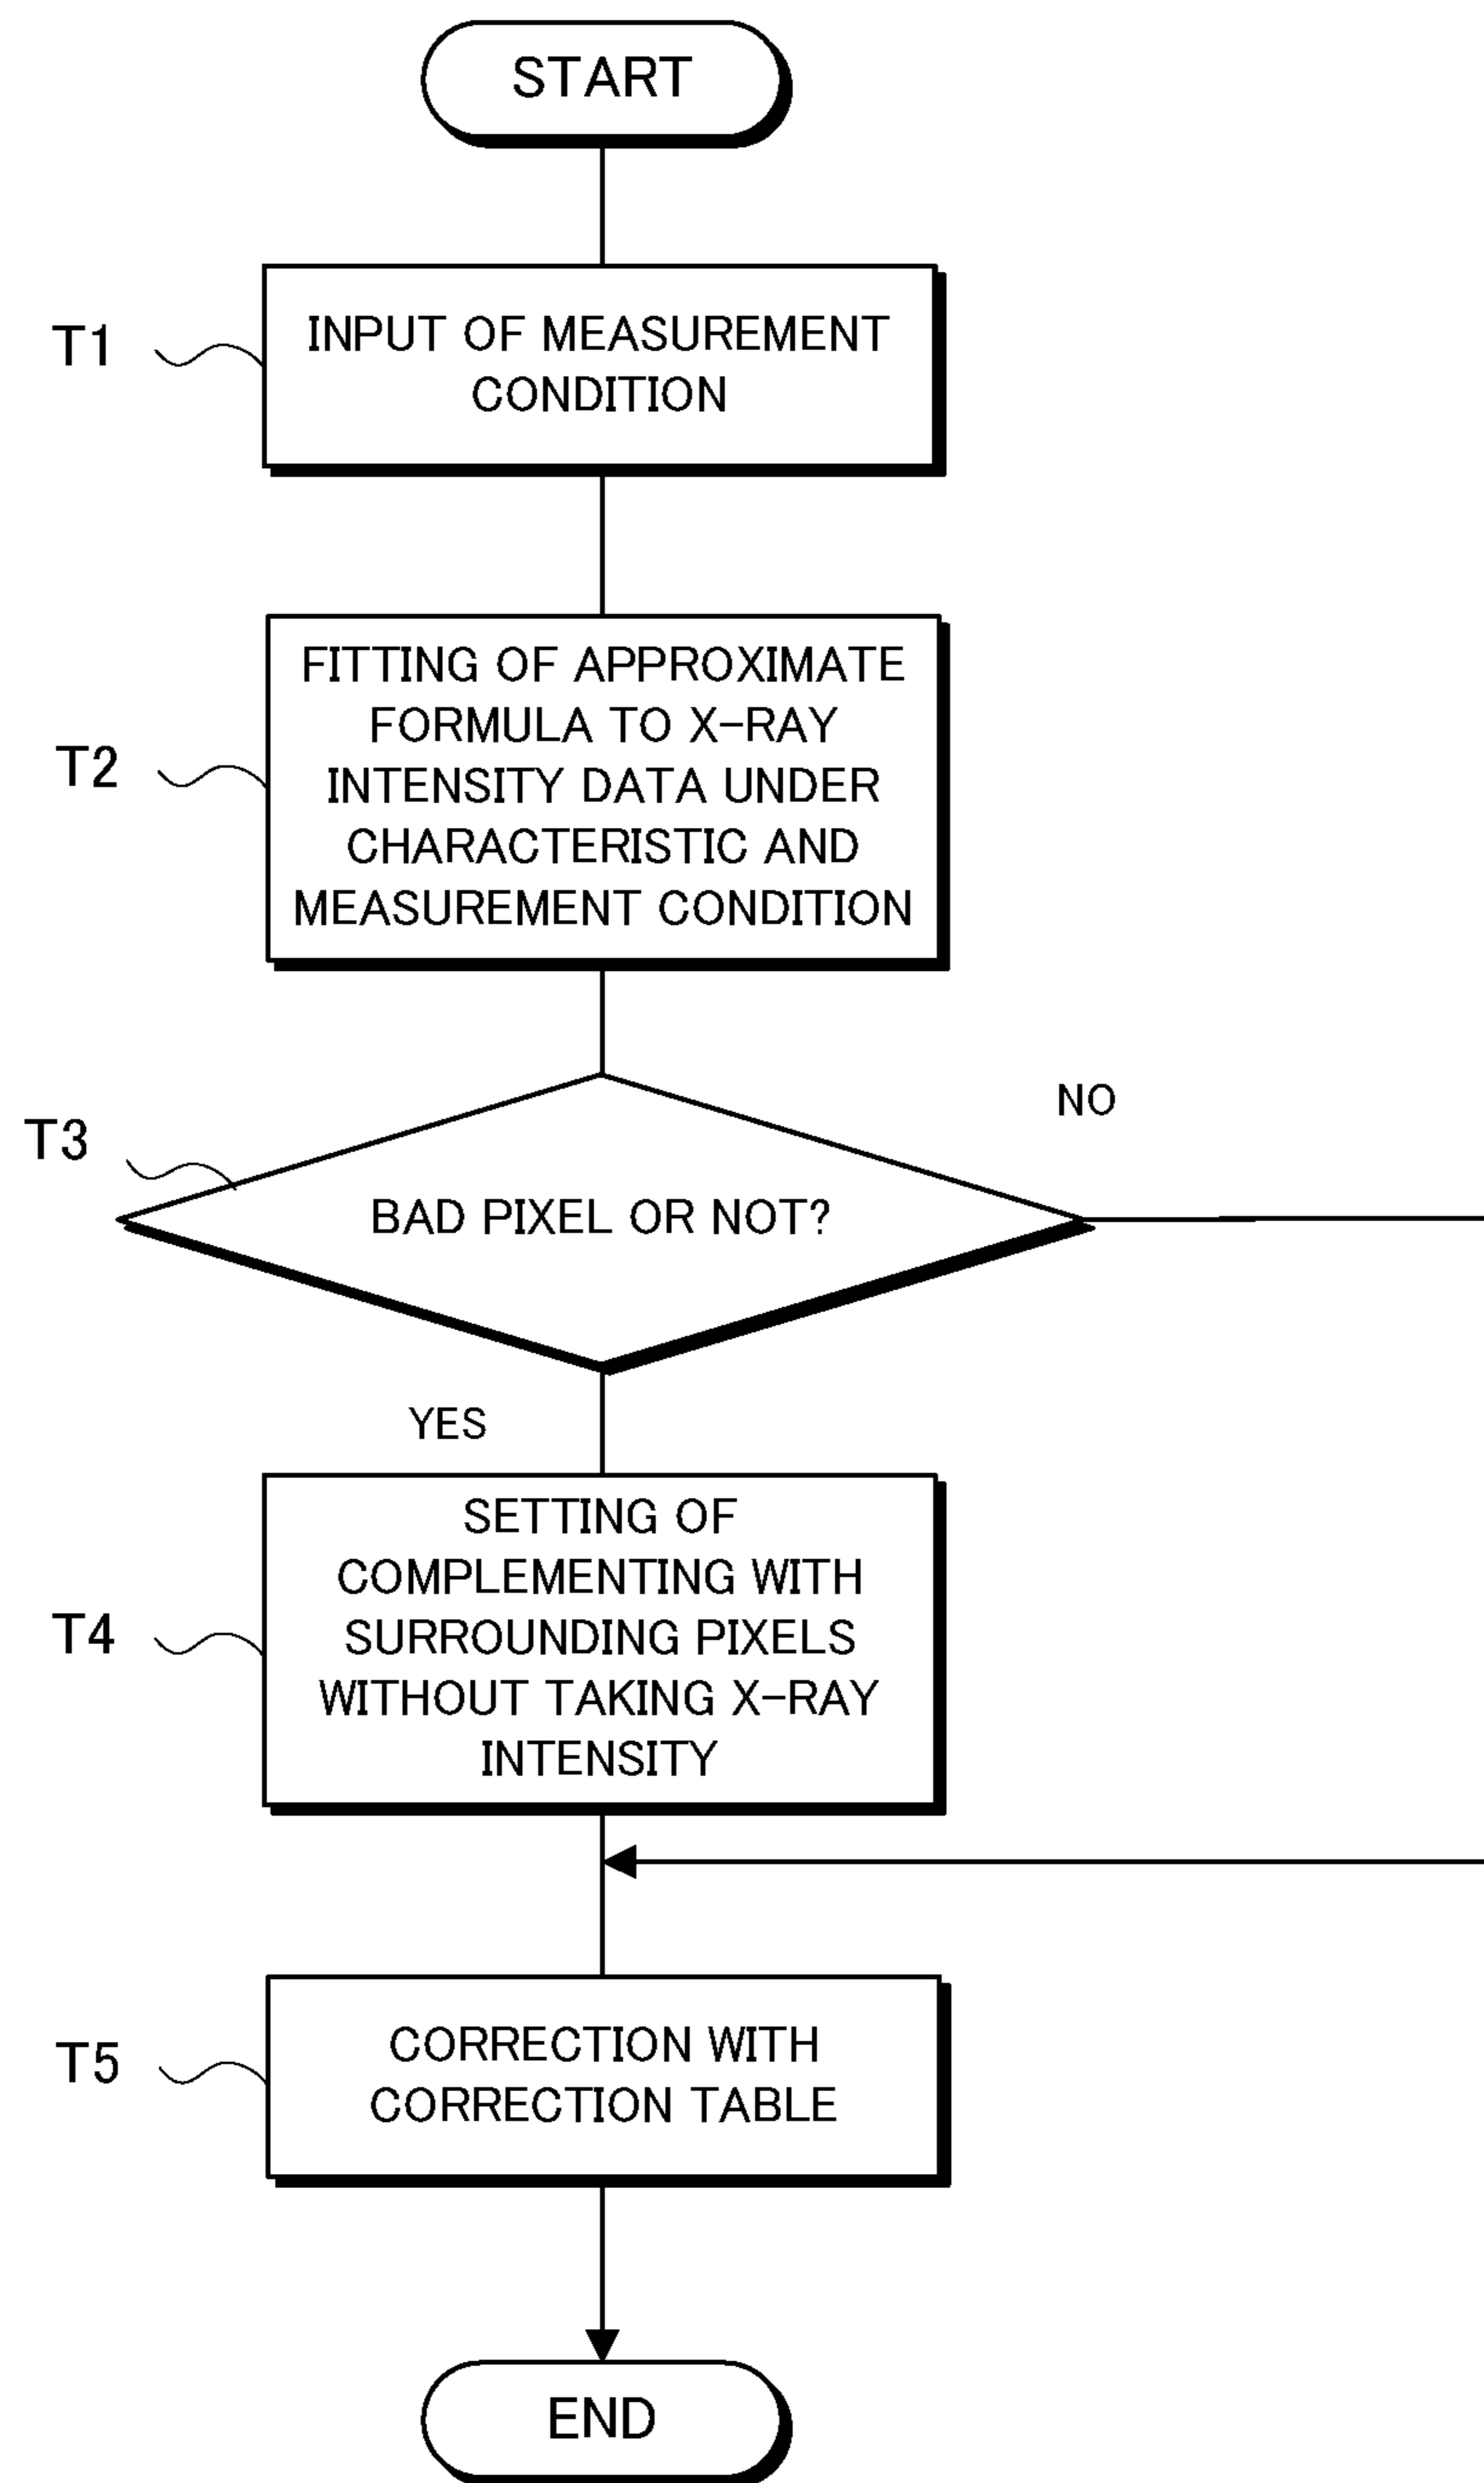 START
T1
INPUT OF MEASUREMENT
CONDITION
T2
FITTING OF APPROXIMATE
FORMULA TO X-RAY
INTENSITY DATA UNDER
CHARACTERISTIC AND
MEASUREMENT CONDITION
T3
BAD PIXEL OR NOT?
NO
YES
T4
SETTING OF
COMPLEMENTING WITH
SURROUNDING PIXELS
WITHOUT TAKING X-RAY
INTENSITY
T5
CORRECTION WITH
CORRECTION TABLE
END